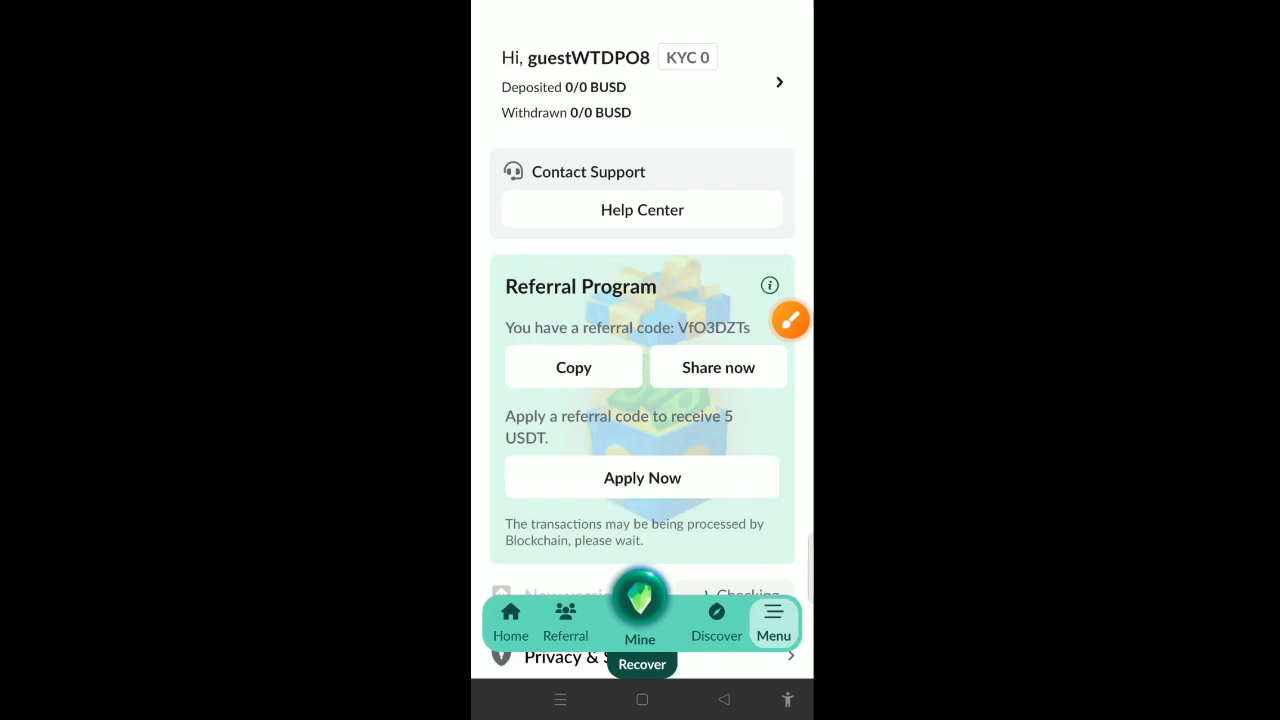 Hi, guestWTDPO8 KYC 0
Deposited 0/0 BUSD
Withdrawn 0/0 BUSD
Contact Support
Help Center
Referral Program
You have a referral code: VfO3DZTs
Copy Share now
Apply a referral code to receive 5
USDT.
Apply Now
The transactions may be being processed by
Blockchain, please wait.
Checking
Home Referral Mine Discover Menu
Privacy &
Recover